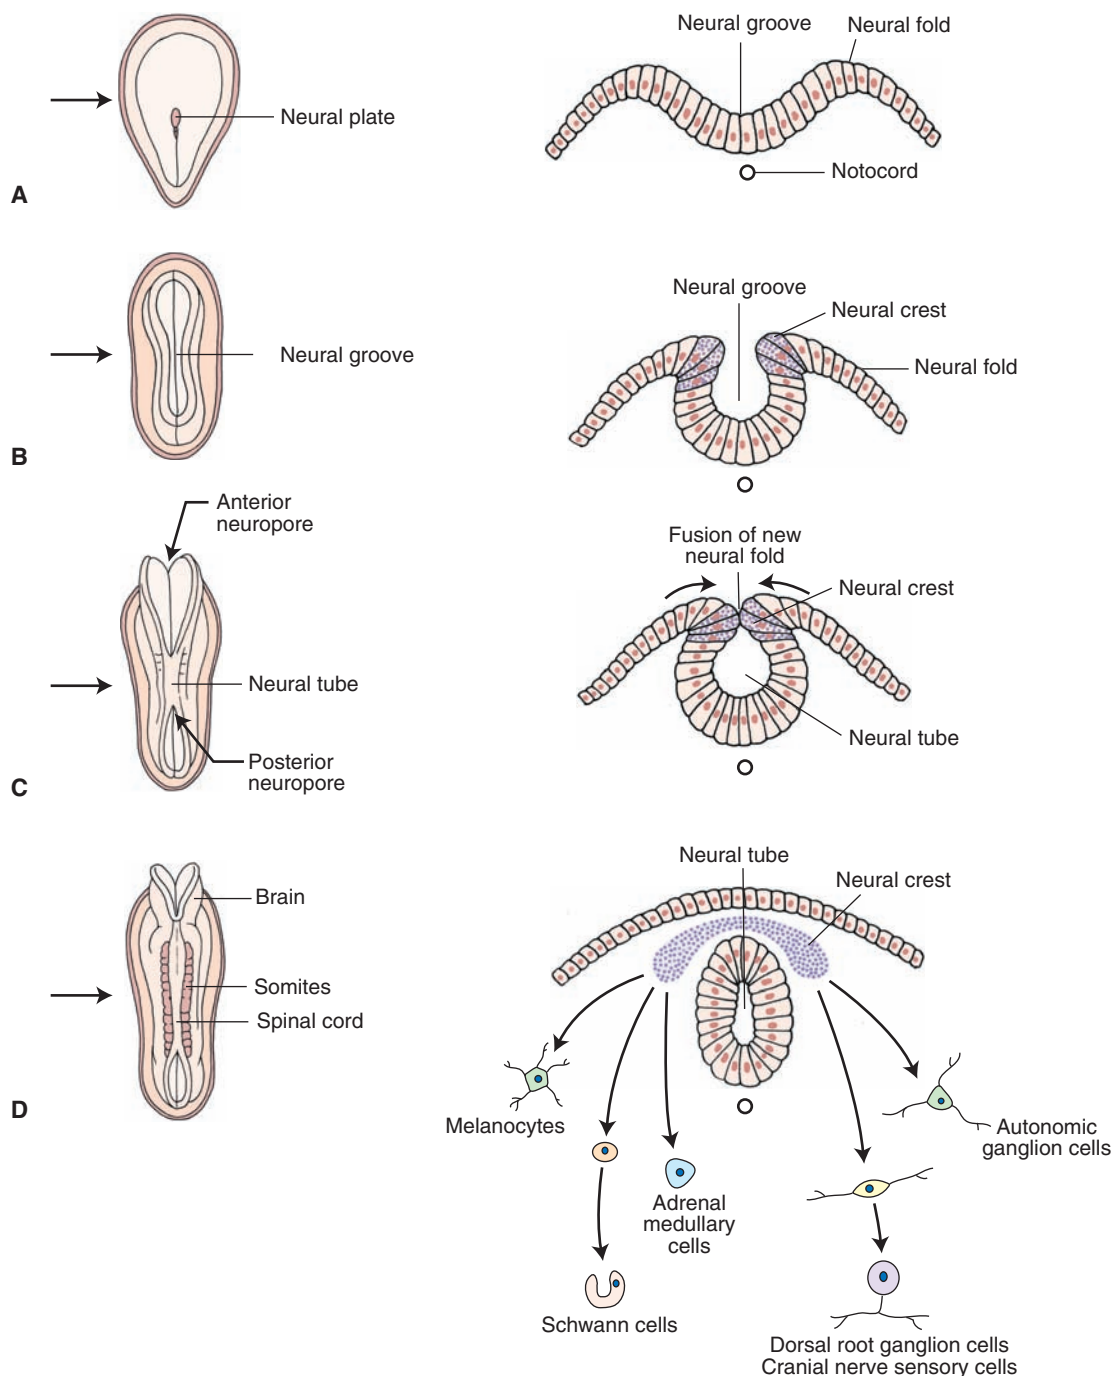 Neural groove
Neural fold
Neural plate
Notocord
A
Neural groove
Neural crest
Neural groove
Neural fold
B
Anterior
neuropore
Fusion of new
neural fold
Neural crest
Neural tube
Neural tube
Posterior
neuropore
C
Neural tube
Neural crest
Brain
Somites
Spinal cord
D
Melanocytes
Autonomic
ganglion cells
Adrenal
medullary
cells
Schwann cells
Dorsal root ganglion cells
Cranial nerve sensory cells